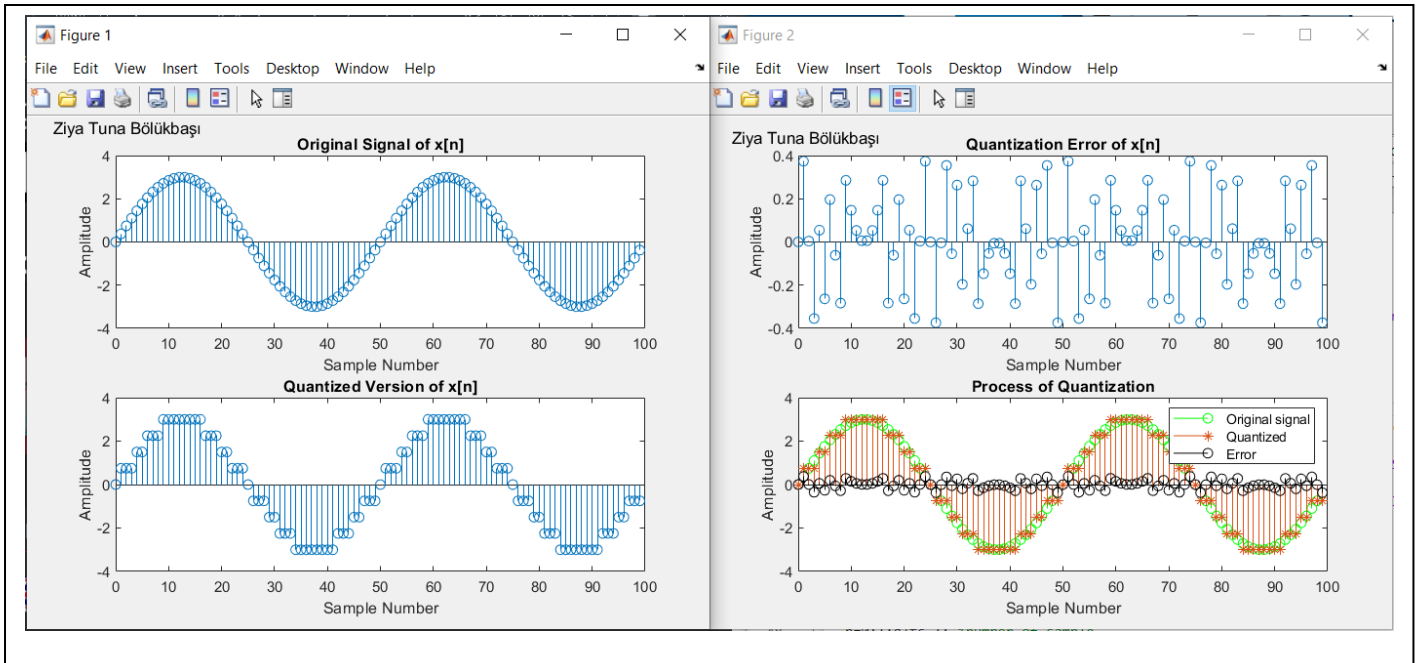 Figure 1
File Edit View Insert Tools Desktop Window Help
Ziya Tuna Bölükbaşı
Original Signal of x[n]
4
2
0
-2
-4
Amplitude
0 10 20 30 40 50 60 70 80 90 100
Sample Number
Quantized Version of x[n]
4
2
0
-2
-4
Amplitude
0 10 20 30 40 50 60 70 80 90 100
Sample Number
Figure 2
File Edit View Insert Tools Desktop Window Help
Ziya Tuna Bölükbaşı
Quantization Error of x[n]
0.4
0.2
0
-0.2
-0.4
Amplitude
0 10 20 30 40 50 60 70 80 90 100
Sample Number
Process of Quantization
4
2
0
-2
-4
Amplitude
Original signal
Quantized
Error
0 10 20 30 40 50 60 70 80 90 100
Sample Number